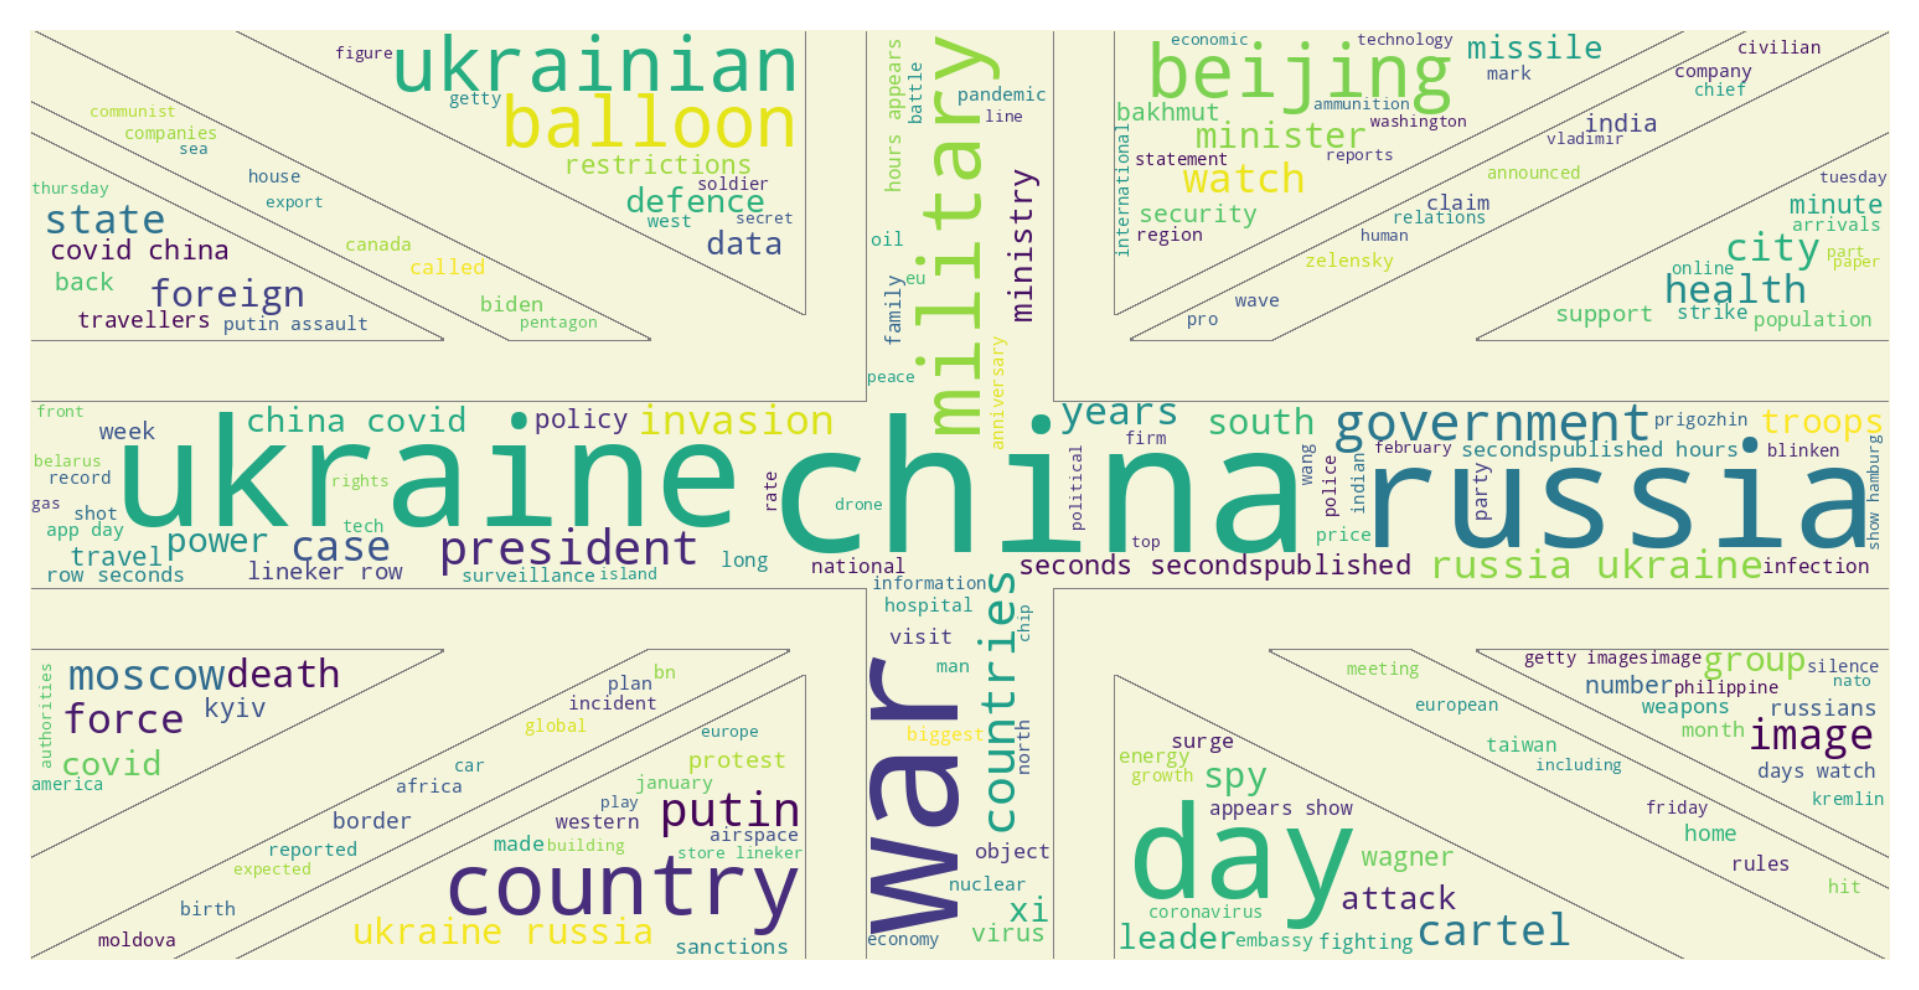 figure
ukrainian
getty
balloon
restrictions
soldier
defence
west
secret
data
communist
companies
sea
house
export
canada
called
biden
pentagon
thursday
state
covid china
back
foreign
travellers
putin assault
hours appears
battle
military
pandemic
line
ministry
oil
eu
family
peace
anniversary
economic
technology
missile
beijing
mark
ammunition
bakhmut
washington
minister
international
statement
reports
watch
security
region
civilian
company
chief
india
vladimir
announced
claim
relations
human
zelensky
wave
pro
tuesday
minute
arrivals
city
part
paper
online
health
support
strike
population
front
china covid
policy
invasion
week
ukraine
belarus
record
rights
gas
shot
app day
tech
travel
power
case
president
row seconds
lineker row
surveillance
island
long
rate
drone
china
years
firm
south
government
prigozhin
troops
february
secondspublished hours
blinken
political
wang
police
indian
party
russia
show hamburg
price
top
national
seconds secondspublished
russia ukraine
infection
information
hospital
chip
countries
visit
man
war
biggest
north
object
nuclear
xi
virus
economy
authorities
moscow
death
force
kyiv
covid
america
bn
plan
incident
global
car
africa
border
reported
expected
birth
moldova
europe
protest
january
play
putin
western
airspace
made
building
store lineker
country
ukraine russia
sanctions
surge
energy
growth
spy
appears show
day
wagner
attack
coronavirus
cartel
leader
embassy
fighting
meeting
european
taiwan
including
friday
home
rules
hit
getty imagesimage
group
silence
nato
number
philippine
weapons
russians
month
image
days watch
kremlin